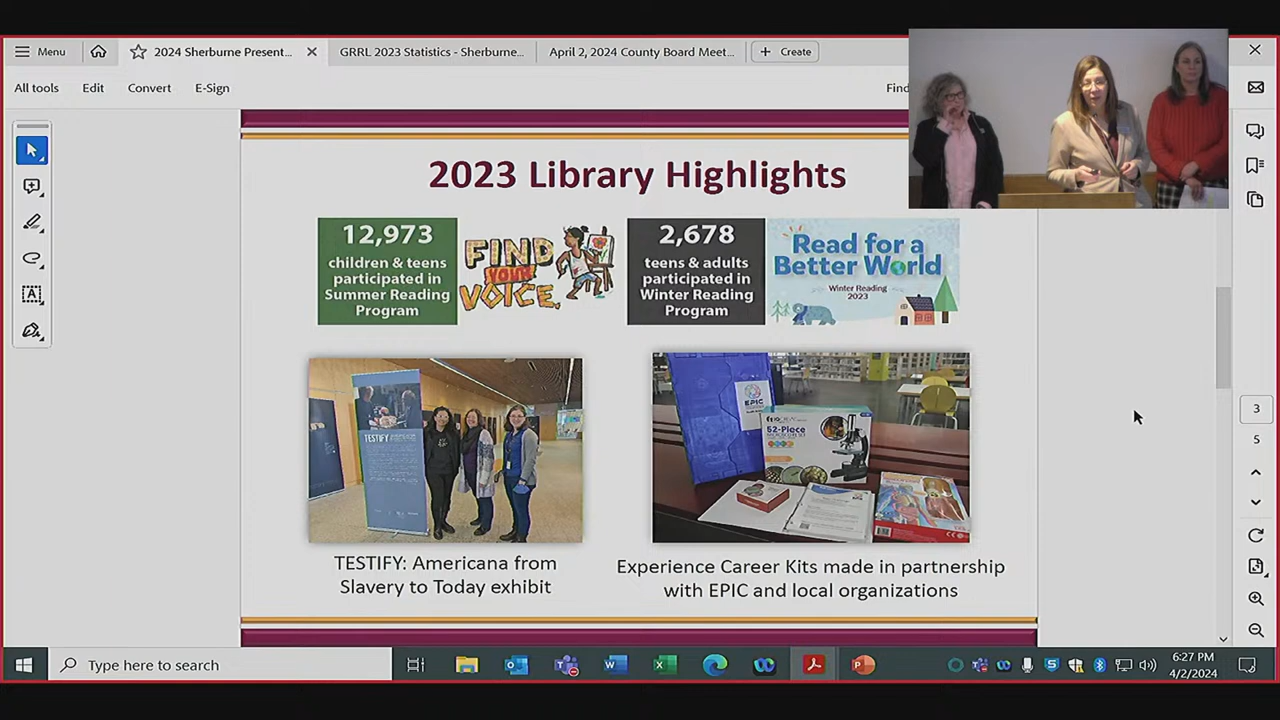 Menu
2024 Sherburne Present...
GRRL 2023 Statistics - Sherburne...
April 2, 2024 County Board Meet...
+ Create
All tools
Edit
Convert
E-Sign
Find
2023 Library Highlights
12,973
children & teens
participated in
Summer Reading
Program
FIND
YOUR
VOICE.
2,678
teens & adults
participated in
Winter Reading
Program
Read for a
Better World
Winter Reading
2023
TESTIFY
EPIC
52-Piece
TESTIFY: Americana from
Slavery to Today exhibit
Experience Career Kits made in partnership
with EPIC and local organizations
3
5
Type here to search
6:27 PM
4/2/2024